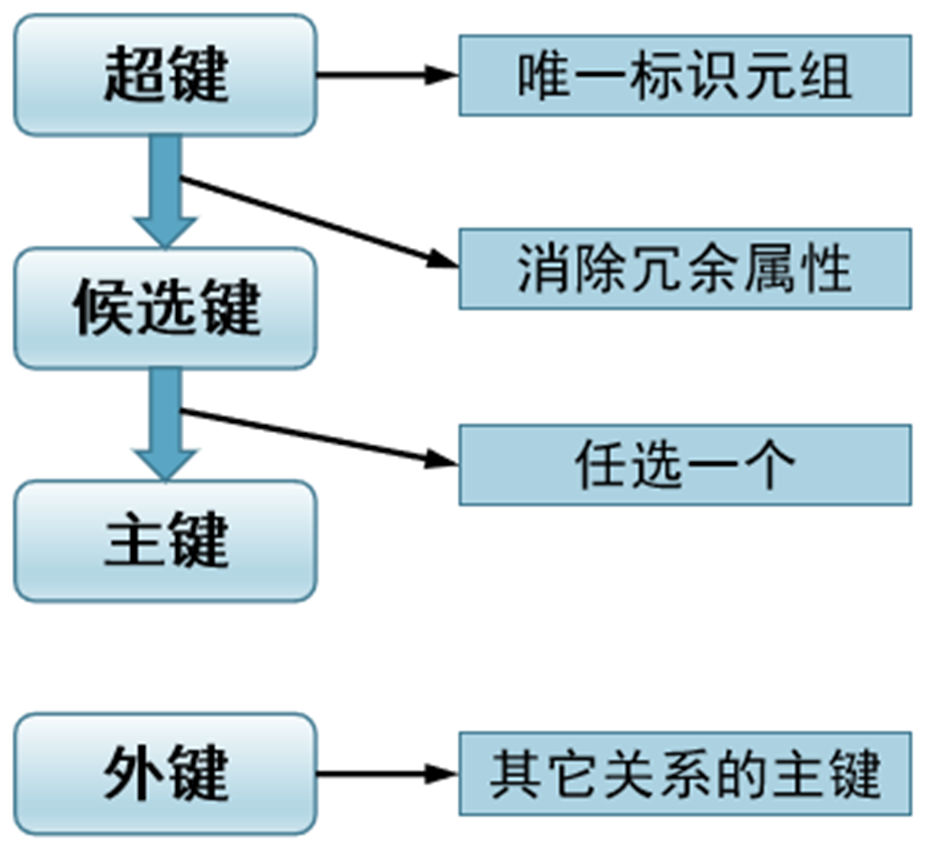 超键
唯一标识元组
消除冗余属性
候选键
任选一个
主键
外键
其它关系的主键